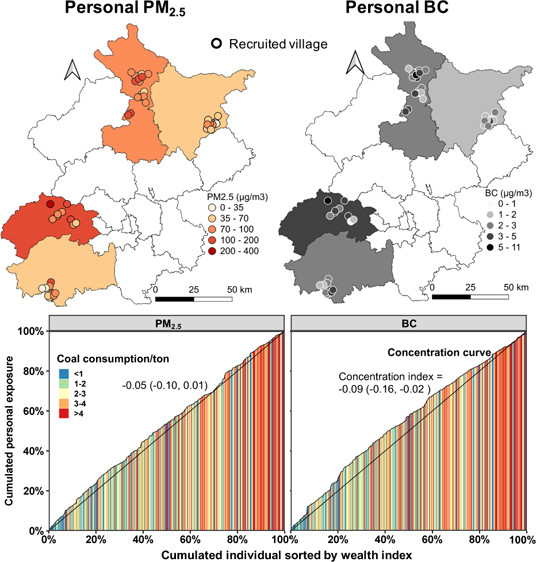 Personal PM2.5
Personal BC
Recruited village
PM2.5 (µg/m3)
0 - 35
35 - 70
70 - 100
100 - 200
200 - 400
0 25 50 km
BC (µg/m3)
0 - 1
1 - 2
2 - 3
3 - 5
5 - 11
0 25 50 km
PM2.5
BC
Cumulated personal exposure
100%
80%
60%
40%
20%
0%
Coal consumption/ton
<1
1-2
2-3
3-4
>4
-0.05 (-0.10, 0.01)
Concentration curve
Concentration index =
-0.09 (-0.16, -0.02 )
0% 20% 40% 60% 80% 100%
0% 20% 40% 60% 80% 100%
Cumulated individual sorted by wealth index